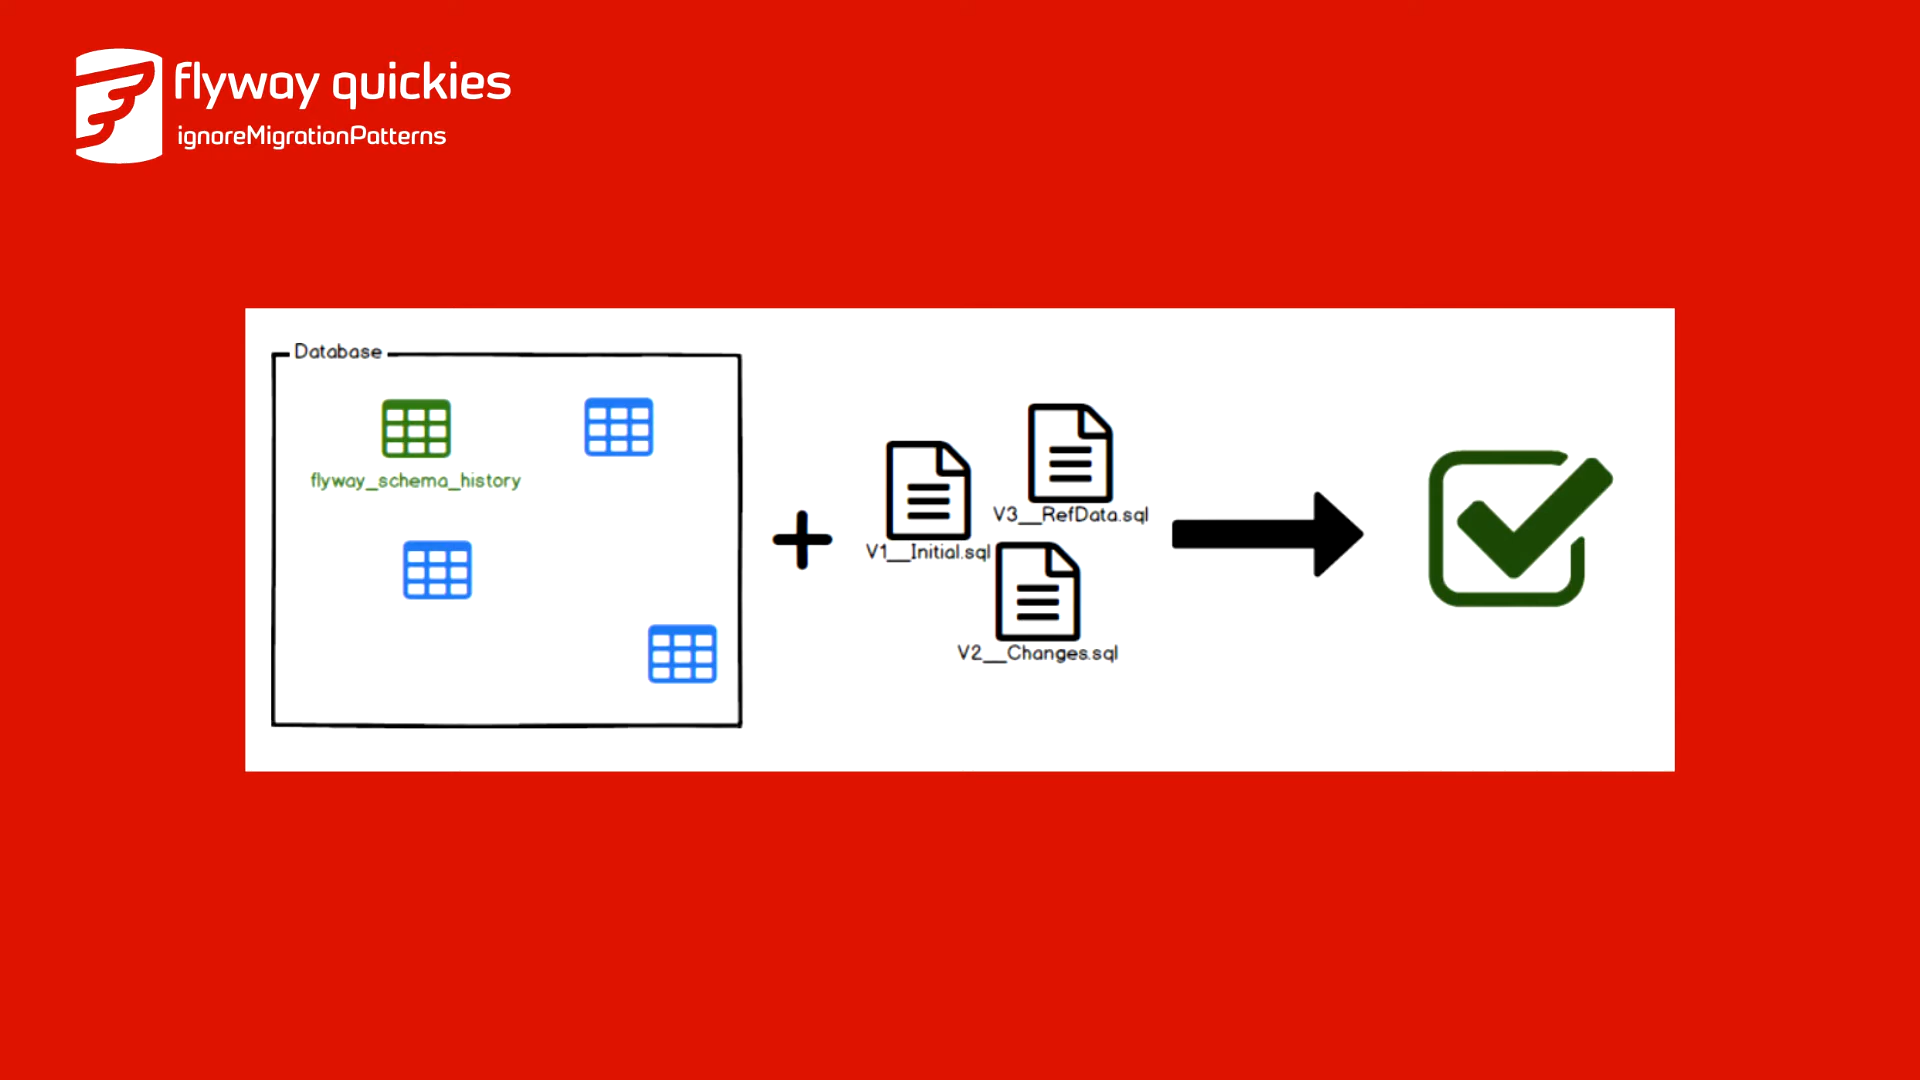 flyway quickies
ignoreMigrationPatterns
Database
flyway_schema_history
V3__RefData.sql
V1__Initial.sql
V2__Changes.sql